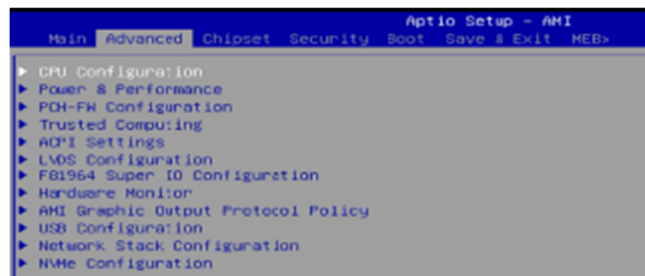 Aptio Setup - AMI
Main Advanced Chipset Security Boot Save & Exit MEBx
CPU Configuration
Power & Performance
PCH-FW Configuration
Trusted Computing
ACPI Settings
LVDS Configuration
F81964 Super IO Configuration
Hardware Monitor
AMI Graphic Output Protocol Policy
USB Configuration
Network Stack Configuration
NVMe Configuration